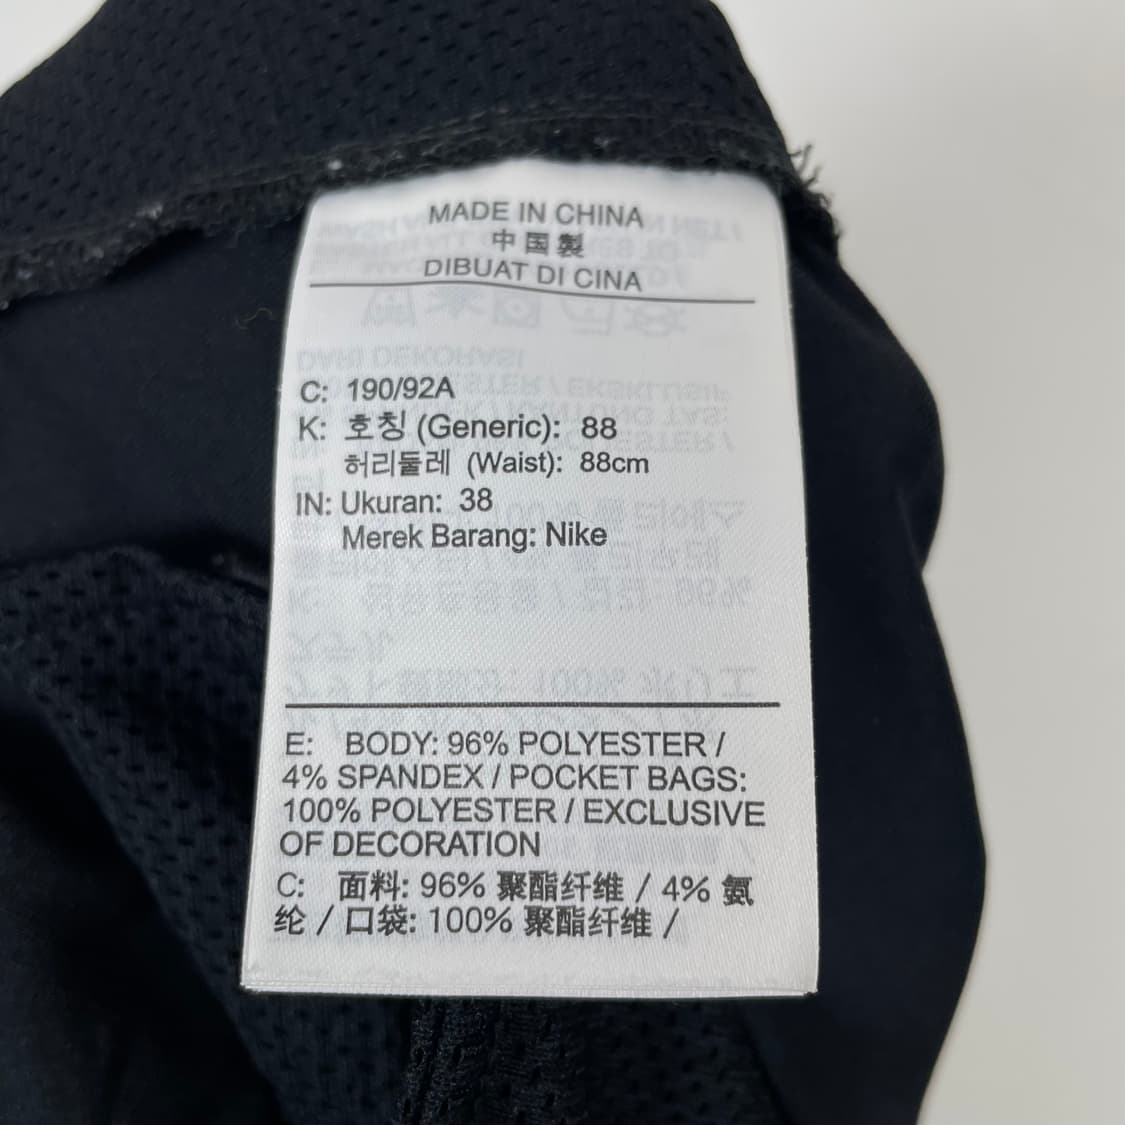 MADE IN CHINA
中国製
DIBUAT DI CINA
C: 190/92A
K: 호칭 (Generic): 88
허리둘레 (Waist): 88cm
IN: Ukuran: 38
Merek Barang: Nike
E: BODY: 96% POLYESTER /
4% SPANDEX / POCKET BAGS:
100% POLYESTER / EXCLUSIVE
OF DECORATION
C: 面料: 96% 聚酯纤维 / 4% 氨
纶 / 口袋: 100% 聚酯纤维 /